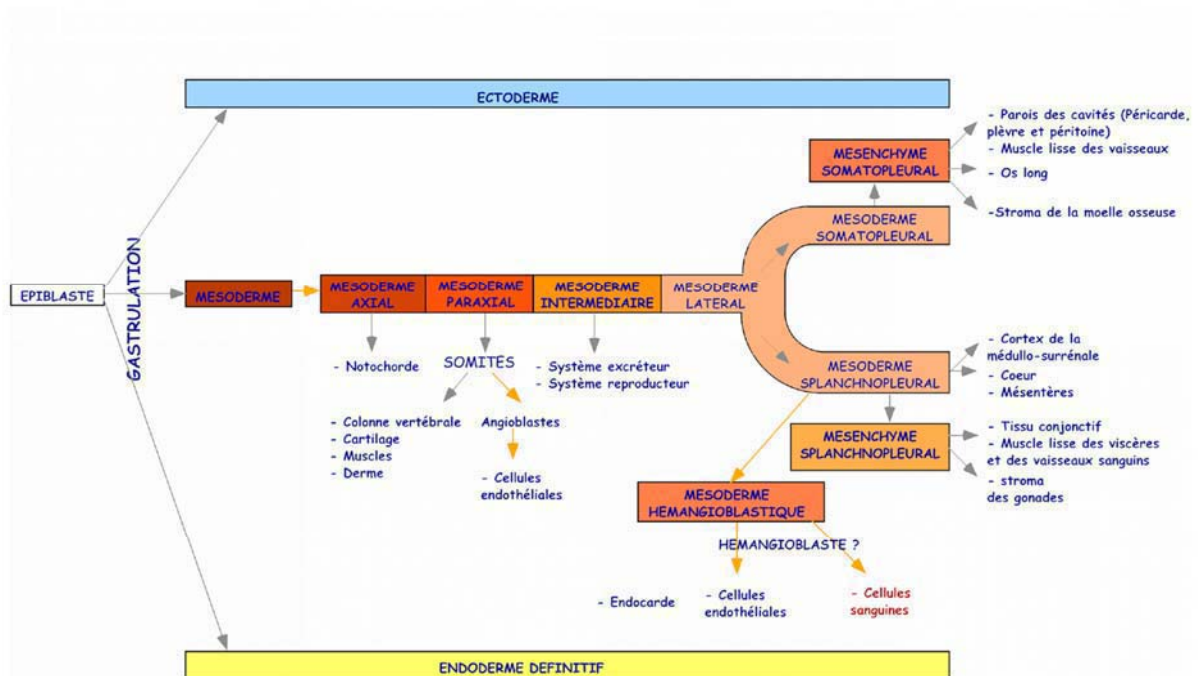 ECTODERME
- Parois des cavités (Péricarde,
plèvre et péritoine)
- Muscle lisse des vaisseaux
- Os long
-Stroma de la moelle osseuse
MESENCHYME
SOMATOPLEURAL
MESODERME
SOMATOPLEURAL
GASTRULATION
EPIBLASTE
MESODERME
MESODERME
AXIAL
MESODERME
PARAXIAL
MESODERME
INTERMEDIAIRE
MESODERME
LATERAL
- Notochorde
SOMITES
- Système excréteur
- Système reproducteur
- Colonne vertébrale
- Cartilage
- Muscles
- Derme
Angioblastes
- Cellules
endothéliales
MESODERME
SPLANCHNOPLEURAL
- Cortex de la
médullo-surrénale
- Coeur
- Mésentères
MESENCHYME
SPLANCHNOPLEURAL
- Tissu conjonctif
- Muscle lisse des viscères
et des vaisseaux sanguins
- stroma
des gonades
MESODERME
HEMANGIOBLASTIQUE
HEMANGIOBLASTE ?
- Endocarde
- Cellules
endothéliales
- Cellules
sanguines
ENDODERME DEFINITIF